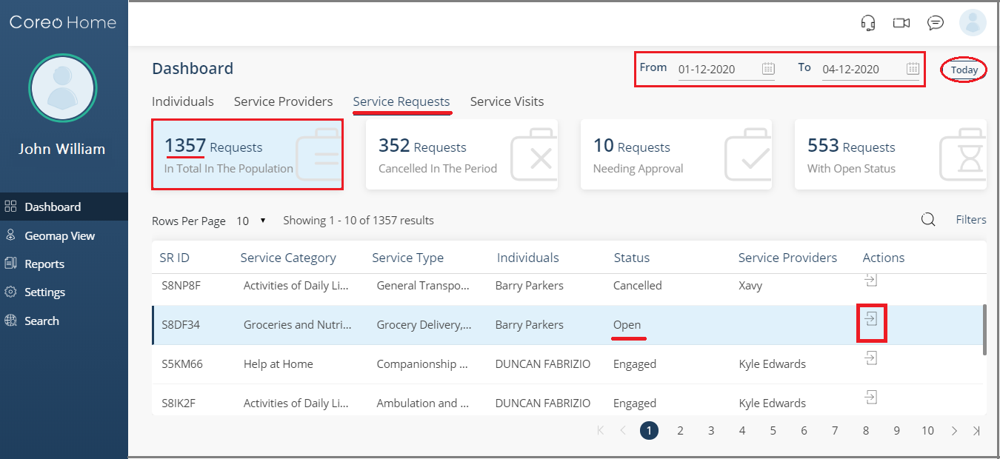 Coreo Home
John William
Dashboard
Geomap View
Reports
Settings
Search
Dashboard
From 01-12-2020 To 04-12-2020 Today
Individuals Service Providers Service Requests Service Visits
1357 Requests
In Total In The Population
352 Requests
Cancelled In The Period
10 Requests
Needing Approval
553 Requests
With Open Status
Rows Per Page 10 Showing 1 - 10 of 1357 results Filters
SR ID Service Category Service Type Individuals Status Service Providers Actions
S8NP8F Activities of Daily Li... General Transpo... Barry Parkers Cancelled Xavy
S8DF34 Groceries and Nutri... Grocery Delivery,... Barry Parkers Open
S5KM66 Help at Home Companionship ... DUNCAN FABRIZIO Engaged Kyle Edwards
S8IK2F Activities of Daily Li... Ambulation and ... DUNCAN FABRIZIO Engaged Kyle Edwards
1 2 3 4 5 6 7 8 9 10